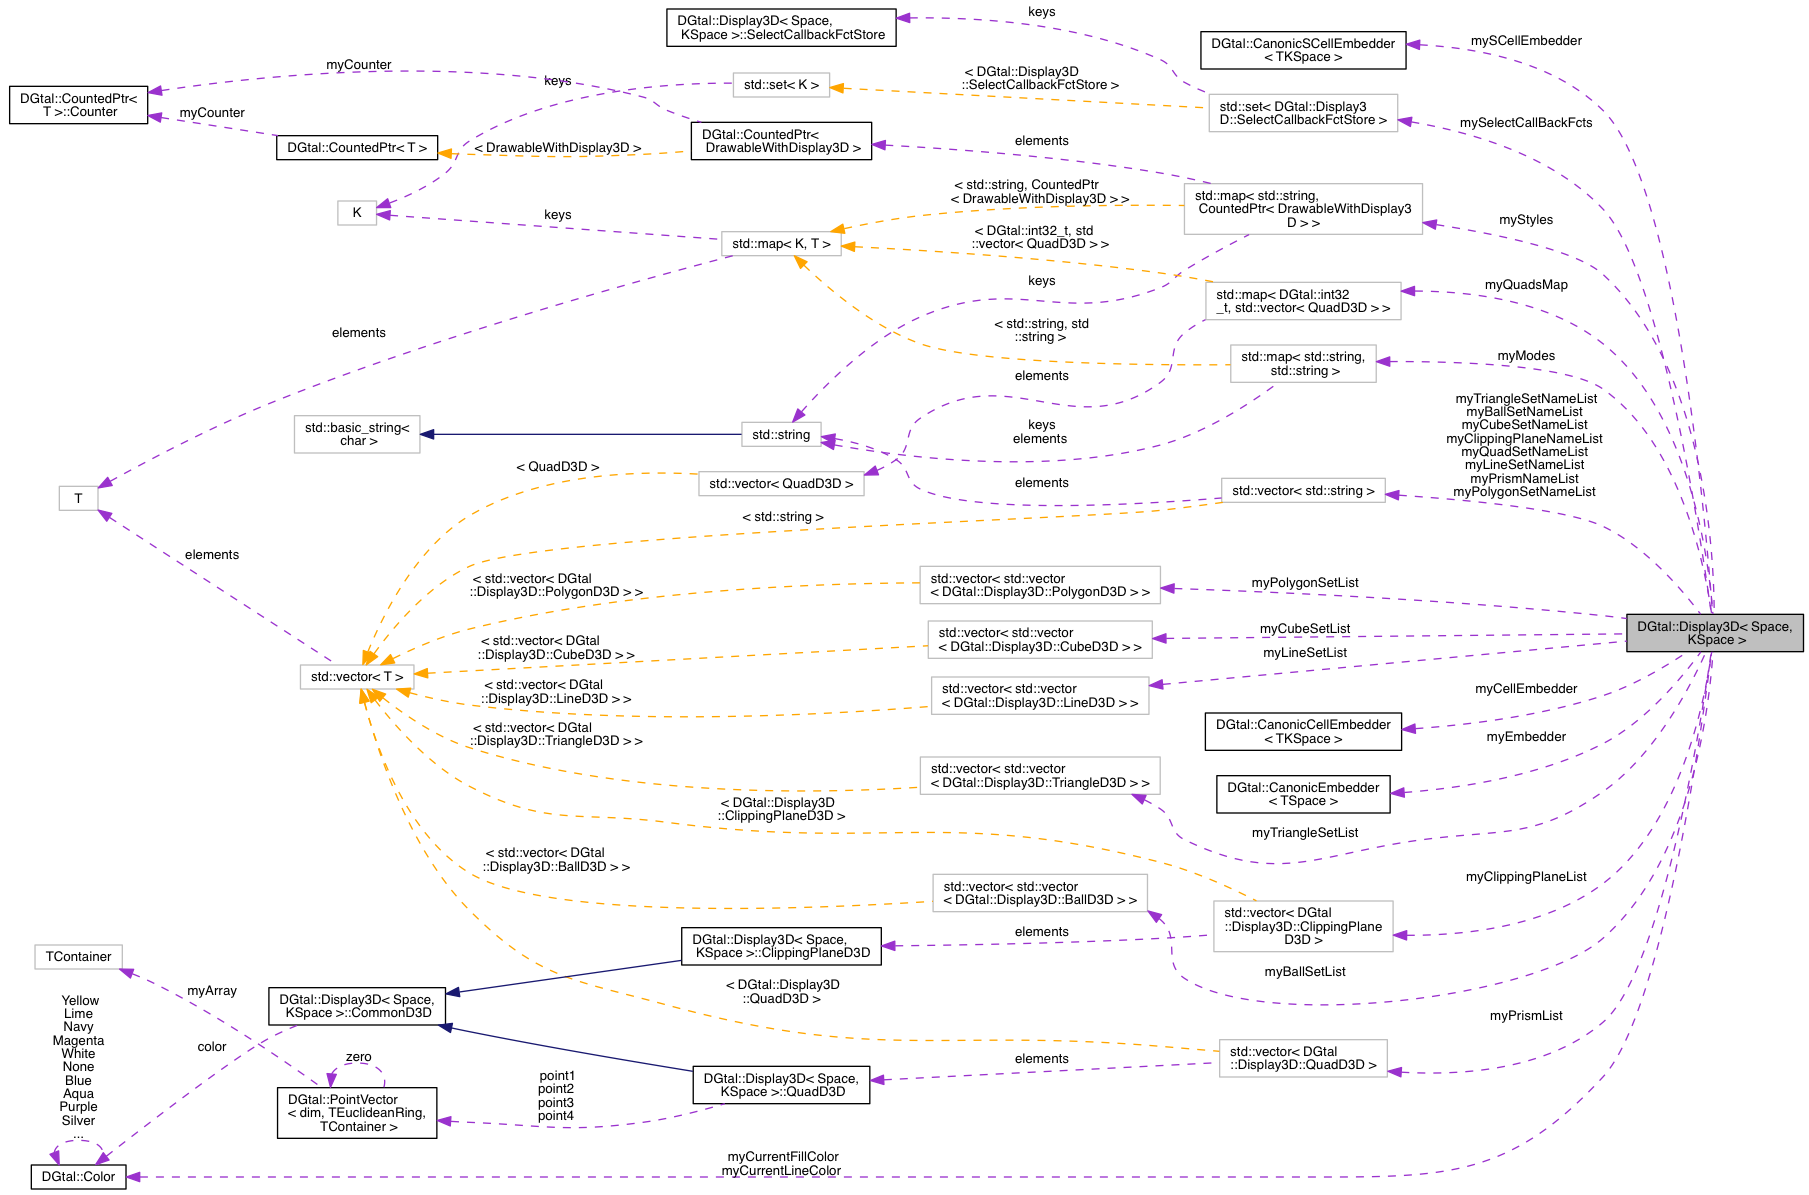 DGtal::Display3D< Space,
KSpace >::SelectCallbackFctStore
keys
DGtal::CanonicSCellEmbedder
< TKSpace >
mySCellEmbedder
myCounter
DGtal::CountedPtr<
T >::Counter
myCounter
keys
std::set< K >
< DGtal::Display3D
::SelectCallbackFctStore >
std::set< DGtal::Display3
D::SelectCallbackFctStore >
mySelectCallBackFcts
DGtal::CountedPtr< T >
< DrawableWithDisplay3D >
DGtal::CountedPtr<
DrawableWithDisplay3D >
elements
K
keys
< std::string, CountedPtr
< DrawableWithDisplay3D > >
std::map< std::string,
CountedPtr< DrawableWithDisplay3
D > >
myStyles
std::map< K, T >
< DGtal::int32_t, std
::vector< QuadD3D > >
keys
std::map< DGtal::int32
_t, std::vector< QuadD3D > >
myQuadsMap
elements
< std::string, std
::string >
std::map< std::string,
std::string >
myModes
elements
std::basic_string<
char >
std::string
keys
elements
myTriangleSetNameList
myBallSetNameList
myCubeSetNameList
myClippingPlaneNameList
myQuadSetNameList
myLineSetNameList
myPrismNameList
myPolygonSetNameList
T
< QuadD3D >
std::vector< QuadD3D >
elements
std::vector< std::string >
< std::string >
elements
< std::vector< DGtal
::Display3D::PolygonD3D > >
std::vector< std::vector
< DGtal::Display3D::PolygonD3D > >
myPolygonSetList
DGtal::Display3D< Space,
KSpace >
< std::vector< DGtal
::Display3D::CubeD3D > >
std::vector< std::vector
< DGtal::Display3D::CubeD3D > >
myCubeSetList
myLineSetList
std::vector< T >
< std::vector< DGtal
::Display3D::LineD3D > >
std::vector< std::vector
< DGtal::Display3D::LineD3D > >
myCellEmbedder
DGtal::CanonicCellEmbedder
< TKSpace >
< std::vector< DGtal
::Display3D::TriangleD3D > >
std::vector< std::vector
< DGtal::Display3D::TriangleD3D > >
myEmbedder
DGtal::CanonicEmbedder
< TSpace >
< DGtal::Display3D
::ClippingPlaneD3D >
myTriangleSetList
< std::vector< DGtal
::Display3D::BallD3D > >
std::vector< std::vector
< DGtal::Display3D::BallD3D > >
myClippingPlaneList
std::vector< DGtal
::Display3D::ClippingPlane
D3D >
elements
DGtal::Display3D< Space,
KSpace >::ClippingPlaneD3D
myBallSetList
TContainer
myArray
DGtal::Display3D< Space,
KSpace >::CommonD3D
< DGtal::Display3D
::QuadD3D >
myPrismList
Yellow
Lime
Navy
Magenta
White
None
Blue
Aqua
Purple
Silver
...
color
zero
DGtal::PointVector
< dim, TEuclideanRing,
TContainer >
point1
point2
point3
point4
DGtal::Display3D< Space,
KSpace >::QuadD3D
elements
std::vector< DGtal
::Display3D::QuadD3D >
DGtal::Color
myCurrentFillColor
myCurrentLineColor